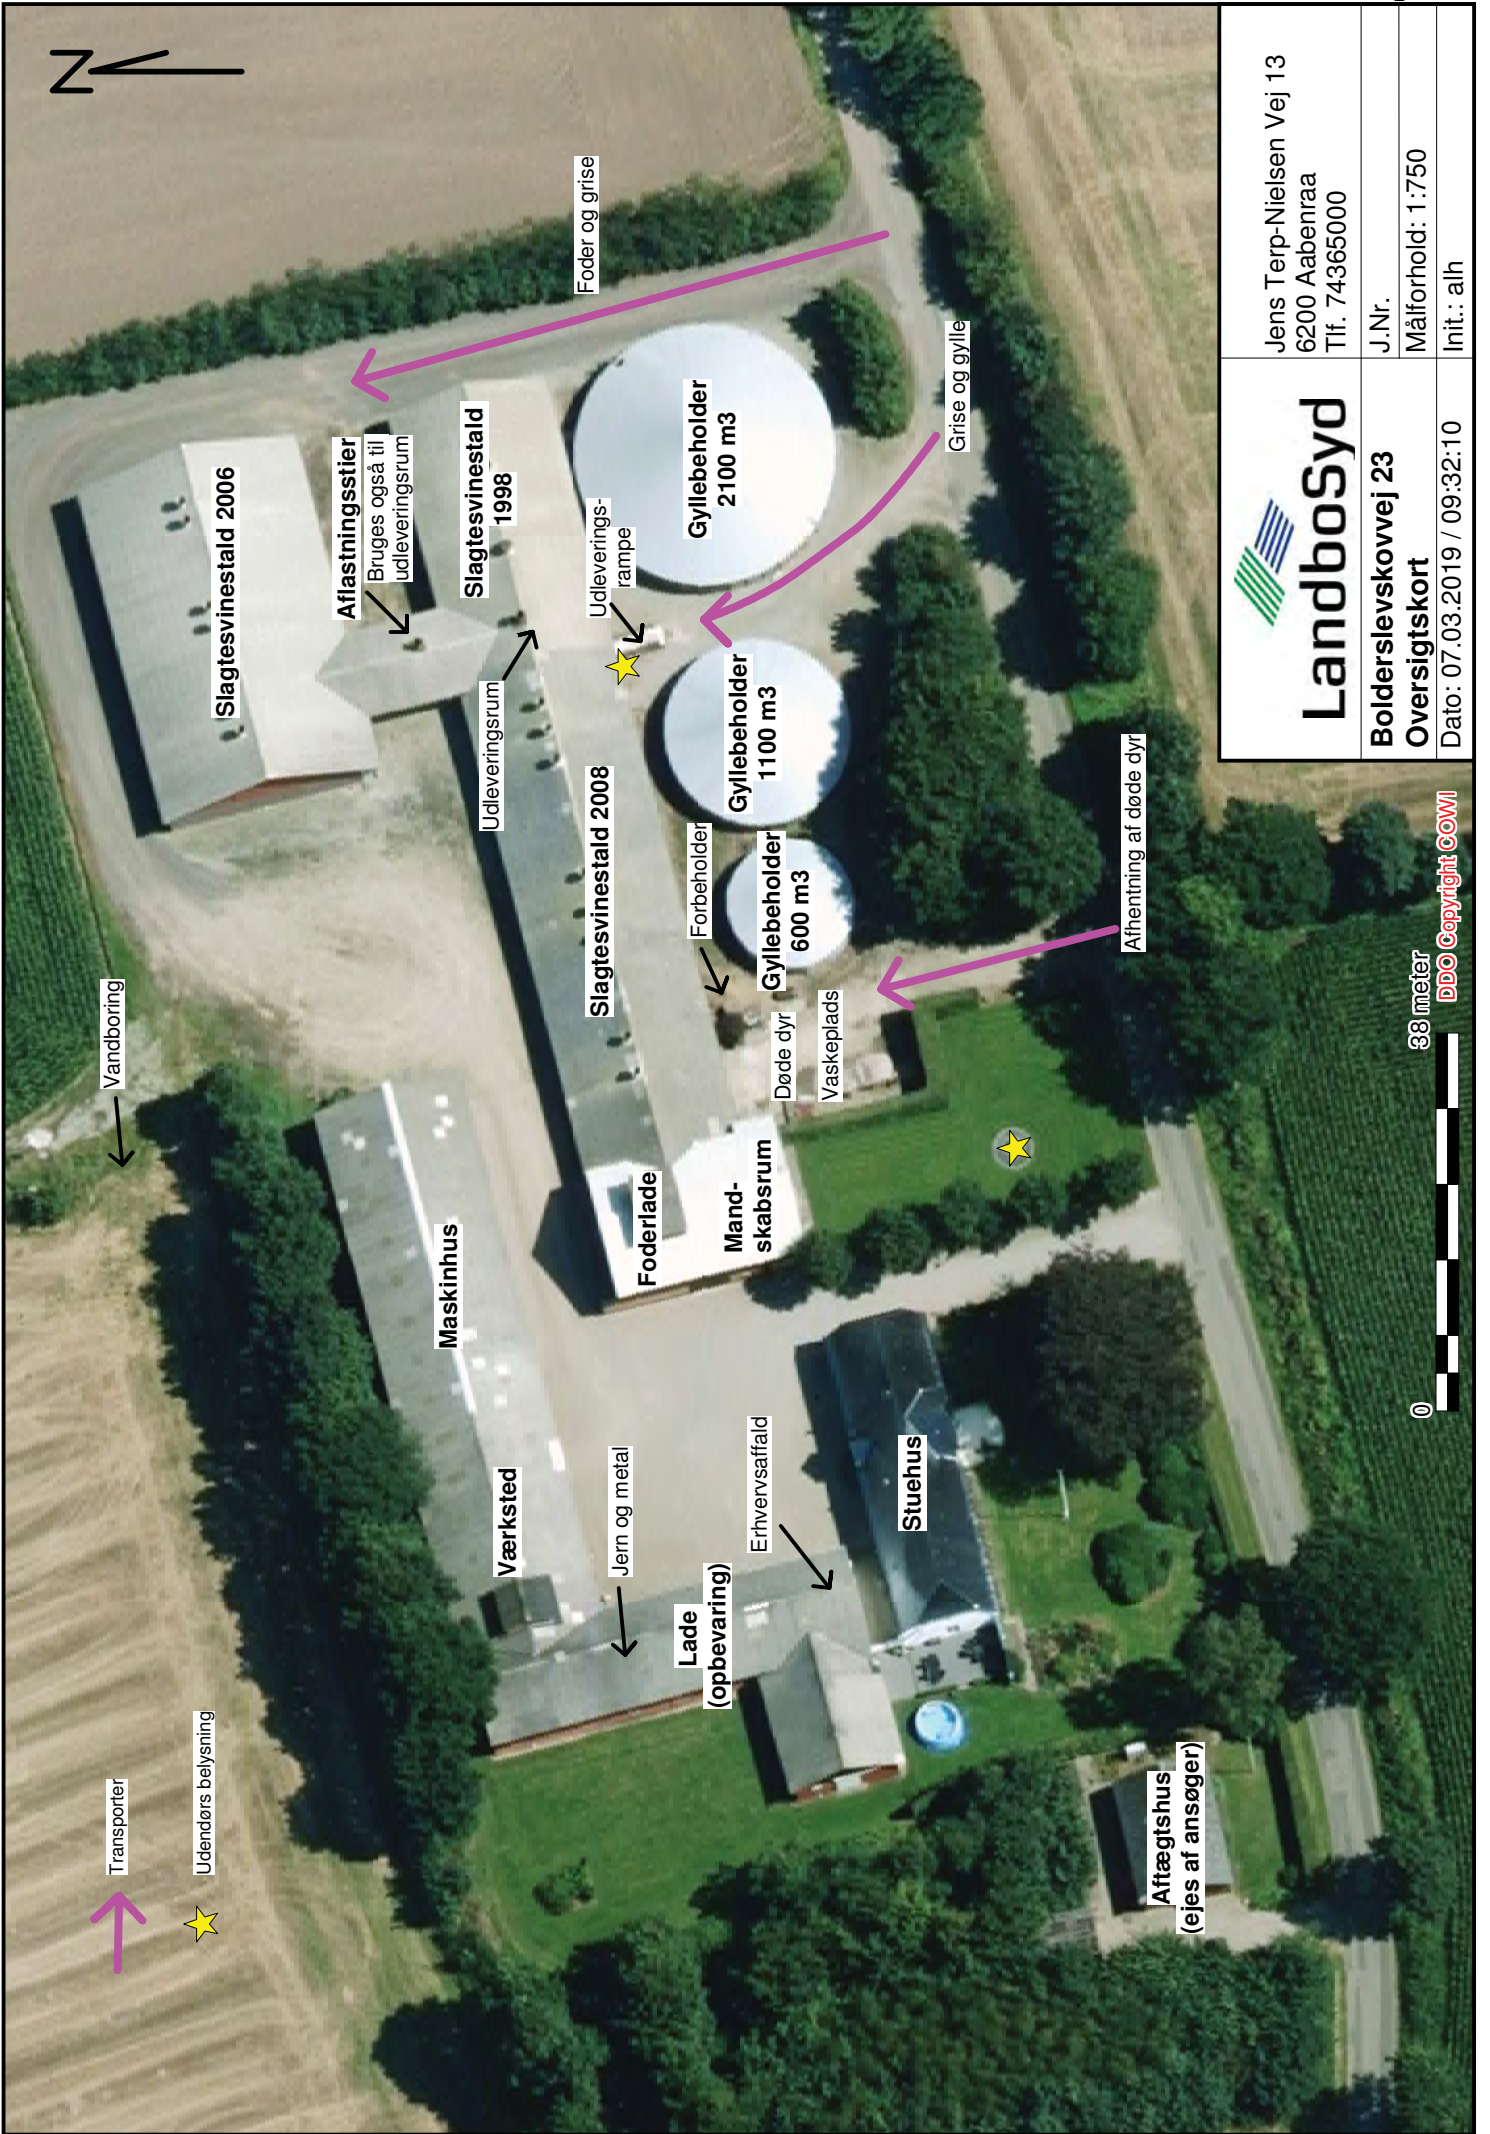 N
Transporter
Udendørs belysning
Vandboring
Slagtesvinestald 2006
Aflastningsstier
Bruges også til
udleveringsrum
Foder og grise
Slagtesvinestald
1998
Udleveringsrum
Udleverings-
rampe
Gyllebeholder
2100 m3
Grise og gylle
Slagtesvinestald 2008
Gyllebeholder
1100 m3
Forbeholder
Gyllebeholder
600 m3
Døde dyr
Vaskeplads
Afhentning af døde dyr
Maskinhus
Foderlade
Mand-
skabsrum
Værksted
Jern og metal
Lade
(opbevaring)
Erhvervsaffald
Stuehus
Aftægtshus
(ejes af ansøger)
0
38 meter
DDO Copyright COWI
LandboSyd
Jens Terp-Nielsen Vej 13
6200 Aabenraa
Tlf. 74365000
Bolderslevskovvej 23
Oversigtskort
J.Nr.
Målforhold: 1:750
Dato: 07.03.2019 / 09:32:10
Init.: alh